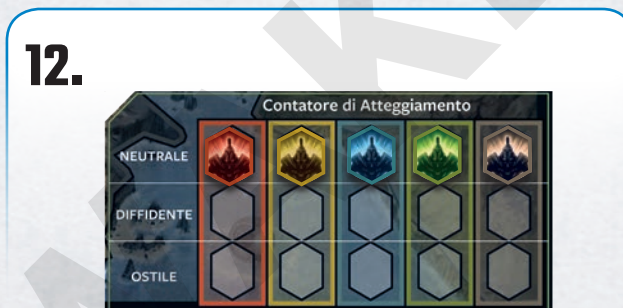 12.
Contatore di Atteggiamento
NEUTRALE
DIFFIDENTE
OSTILE